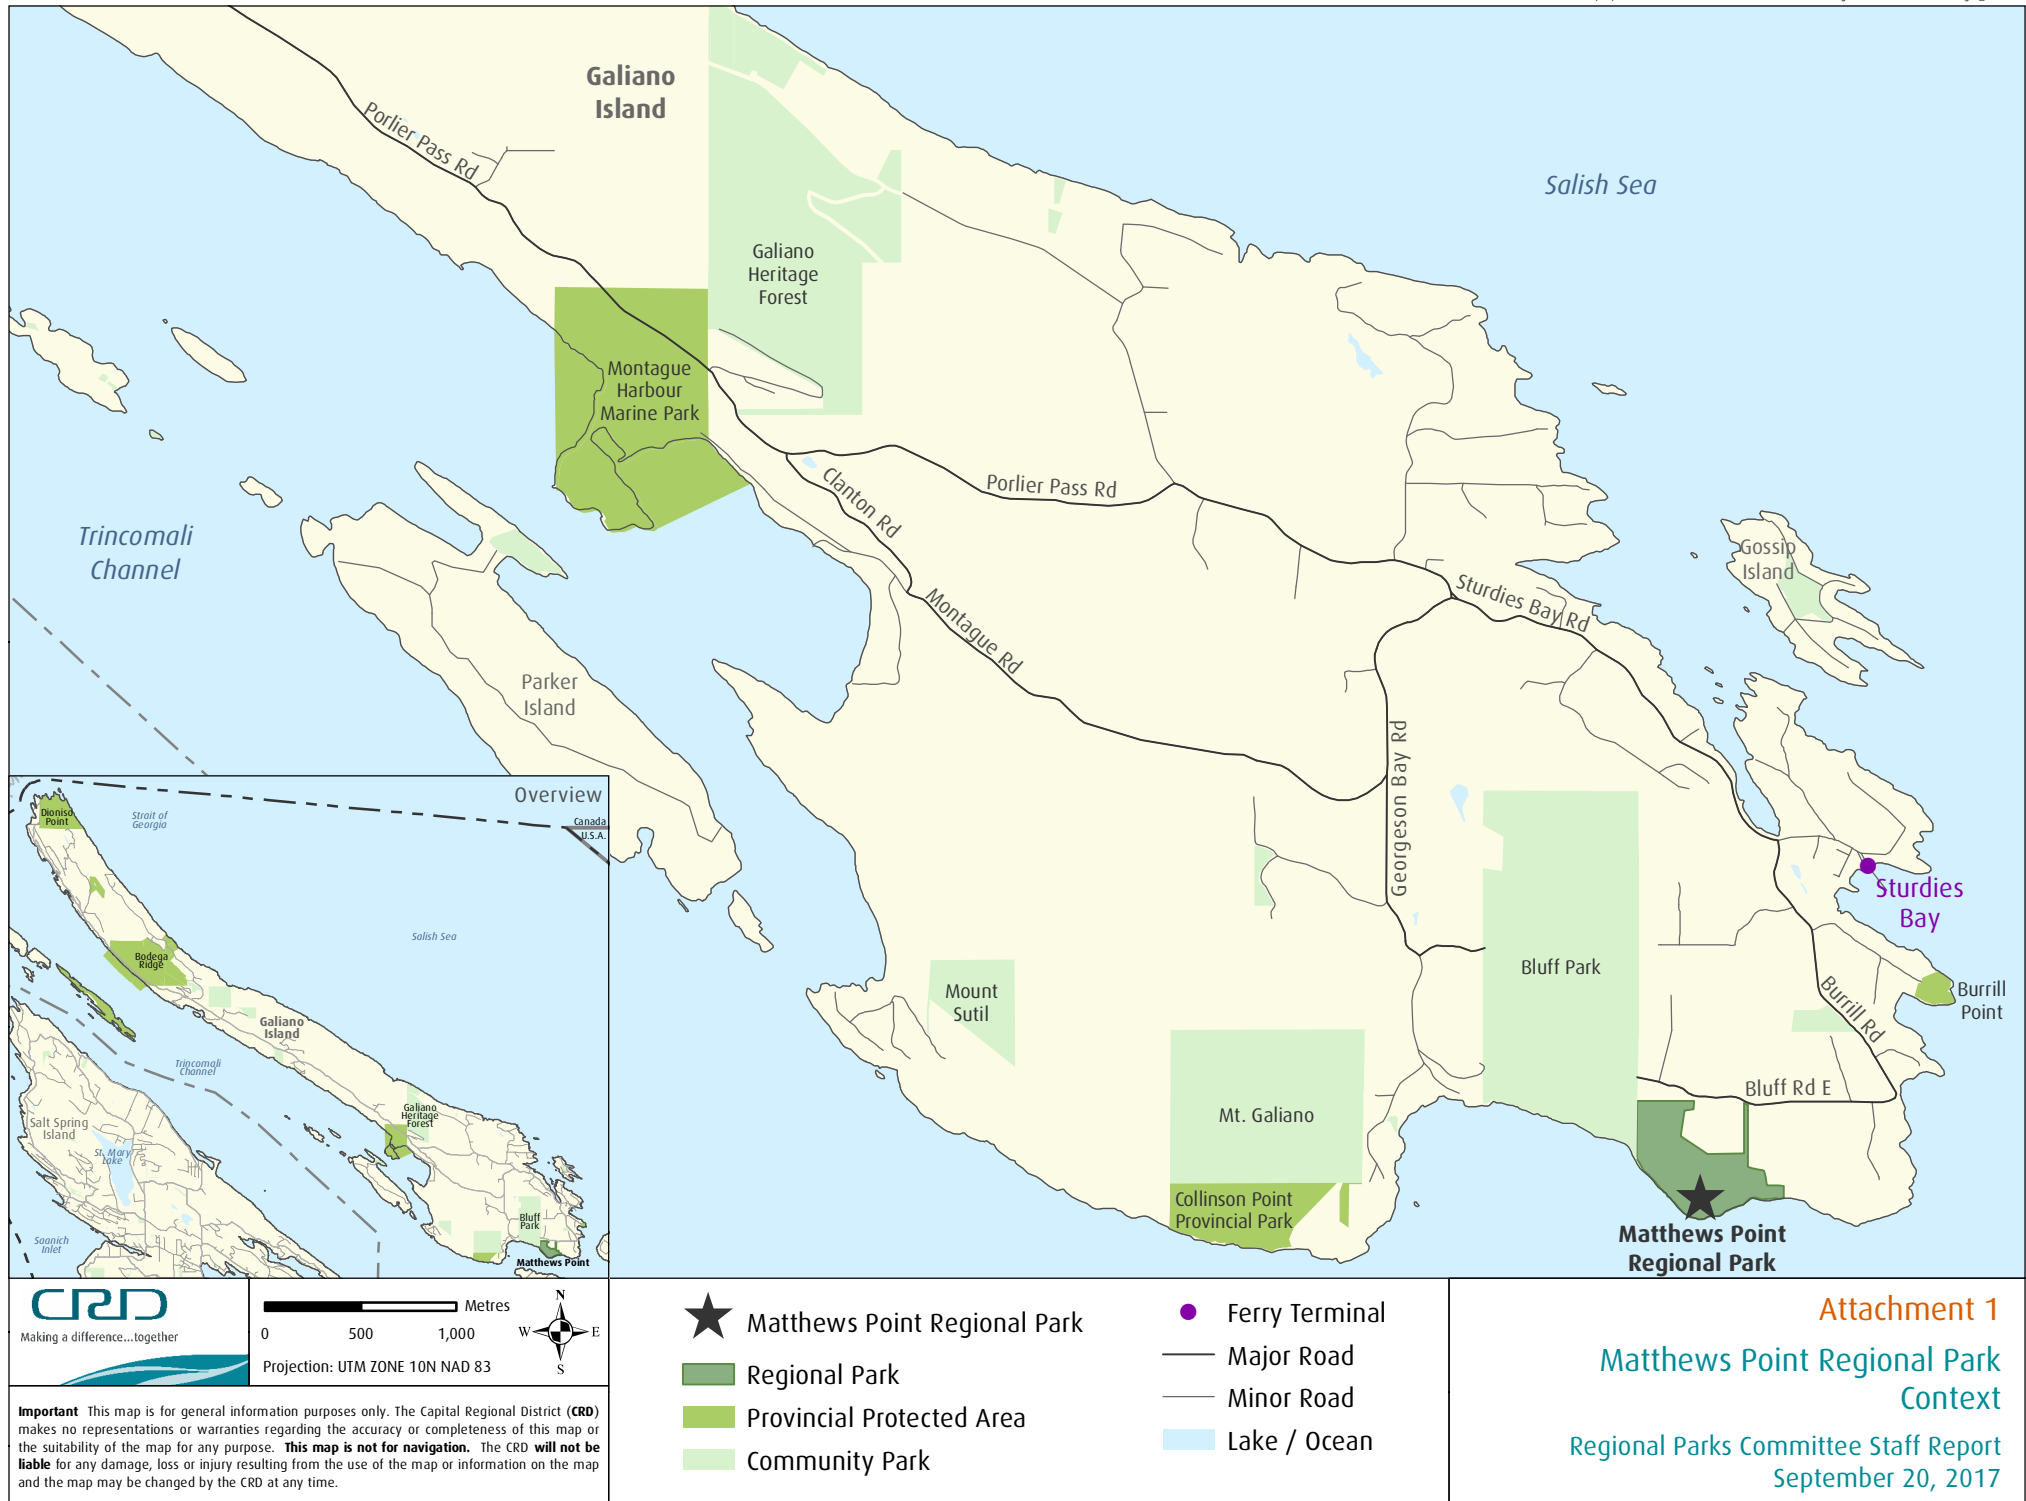 Galiano
Island
Porlier Pass Rd
Salish Sea
Galiano
Heritage
Forest
Montague
Harbour
Marine Park
Clanton Rd
Porlier Pass Rd
Trincomali
Channel
Gossip
Island
Sturdies Bay Rd
Montague Rd
Parker
Island
Georgeson Bay Rd
Sturdies
Bay
Bluff Park
Mount
Sutil
Burrill
Point
Burrill Rd
Bluff Rd E
Mt. Galiano
Collinson Point
Provincial Park
Matthews Point
Regional Park
Overview
Dioniso
Point
Strait of
Georgia
Canada
U.S.A.
Salish Sea
Bodega
Ridge
Galiano
Island
Trincomali
Channel
Galiano
Heritage
Forest
Salt Spring
Island
St. Mary
Lake
Bluff
Park
Saanich
Inlet
Matthews Point
CRD
Making a difference...together
Metres
0 500 1,000
Projection: UTM ZONE 10N NAD 83
N
W E
S
Important This map is for general information purposes only. The Capital Regional District (CRD)
makes no representations or warranties regarding the accuracy or completeness of this map or
the suitability of the map for any purpose. This map is not for navigation. The CRD will not be
liable for any damage, loss or injury resulting from the use of the map or information on the map
and the map may be changed by the CRD at any time.
Matthews Point Regional Park
Regional Park
Provincial Protected Area
Community Park
Ferry Terminal
Major Road
Minor Road
Lake / Ocean
Attachment 1
Matthews Point Regional Park
Context
Regional Parks Committee Staff Report
September 20, 2017